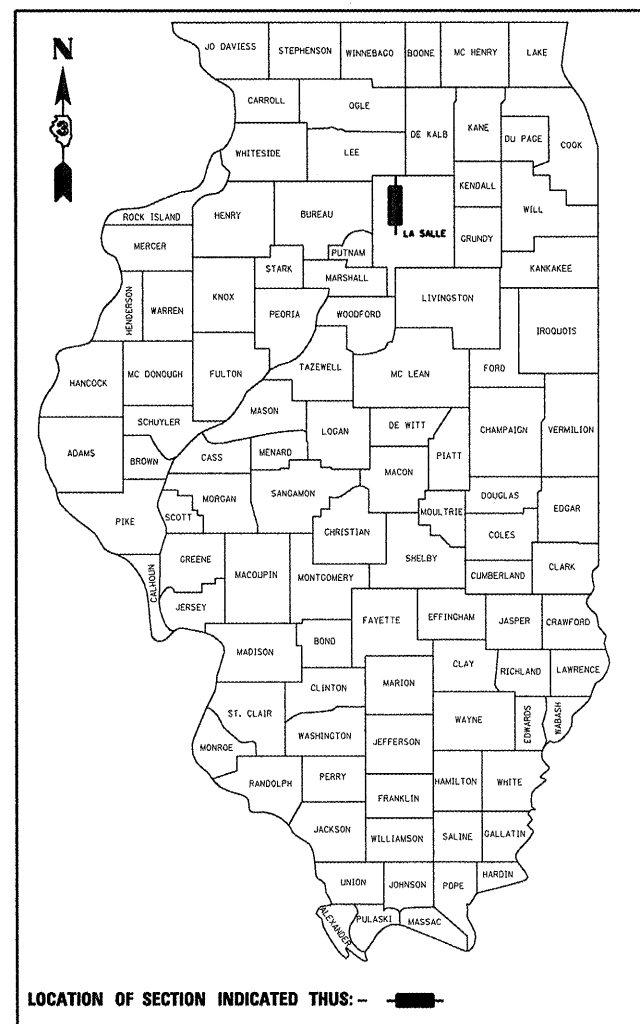 N
3
JO DAVIESS STEPHENSON WINNEBAGO BOONE MC HENRY LAKE
CARROLL OGLE DE KALB KANE DU PAGE COOK
WHITESIDE LEE
KENDALL WILL
ROCK ISLAND HENRY BUREAU LA SALLE GRUNDY
MERCER PUTNAM
STARK MARSHALL KANKAKEE
HENDERSON WARREN KNOX PEORIA WOODFORD LIVINGSTON
IROQUOIS
HANCOCK MC DONOUGH FULTON TAZEWELL MC LEAN FORD
MASON
SCHUYLER LOGAN DE WITT CHAMPAIGN VERMILION
ADAMS BROWN CASS MENARD MACON PIATT
MORGAN SANGAMON DOUGLAS EDGAR
PIKE SCOTT CHRISTIAN MOULTRIE COLES
GREENE MACOUPIN MONTGOMERY SHELBY CUMBERLAND CLARK
CALHOUN JERSEY FAYETTE EFFINGHAM JASPER CRAWFORD
MADISON BOND
CLINTON MARION CLAY RICHLAND LAWRENCE
ST. CLAIR WAYNE EDWARDS WABASH
MONROE WASHINGTON JEFFERSON
RANDOLPH PERRY HAMILTON WHITE
FRANKLIN
JACKSON WILLIAMSON SALINE GALLATIN
UNION JOHNSON POPE HARDIN
ALEXANDER PULASKI MASSAC
LOCATION OF SECTION INDICATED THUS: –